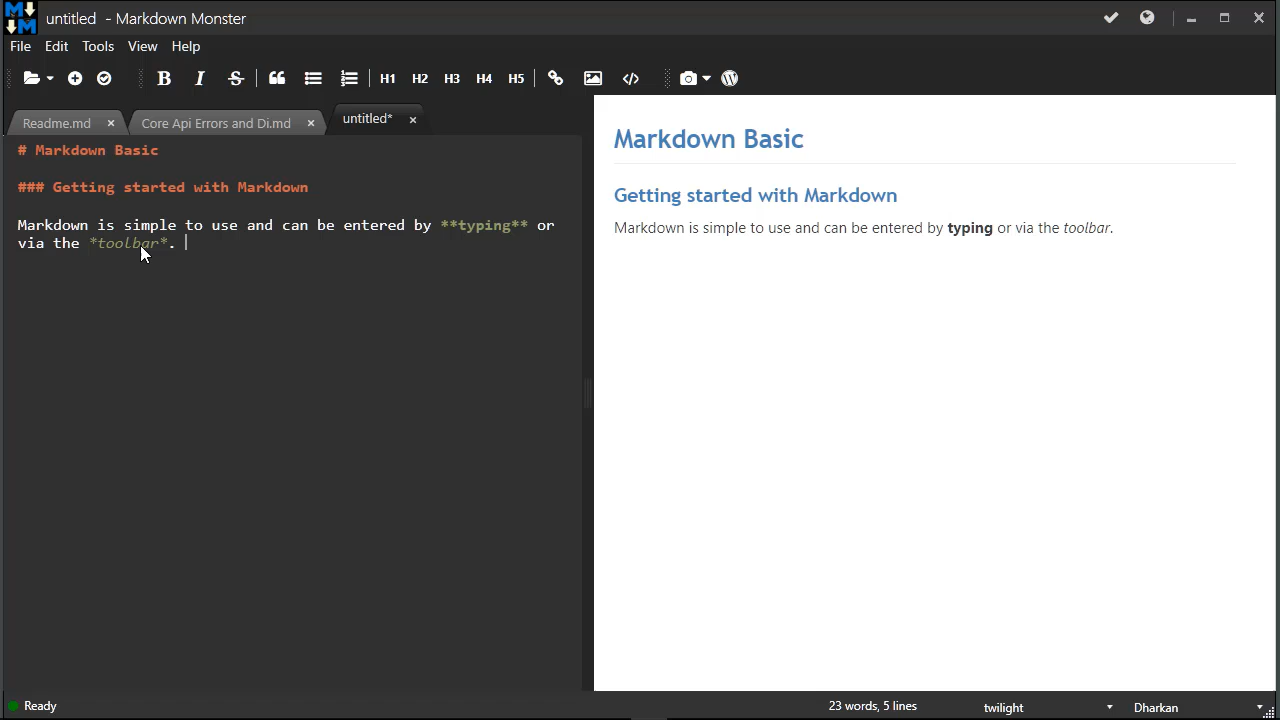 untitled - Markdown Monster
File Edit Tools View Help
B I S H1 H2 H3 H4 H5
Readme.md × Core Api Errors and Di.md × untitled* ×
# Markdown Basic
### Getting started with Markdown
Markdown is simple to use and can be entered by **typing** or
via the *toolbar*.
Markdown Basic
Getting started with Markdown
Markdown is simple to use and can be entered by typing or via the toolbar.
Ready 23 words, 5 lines twilight Dharkan